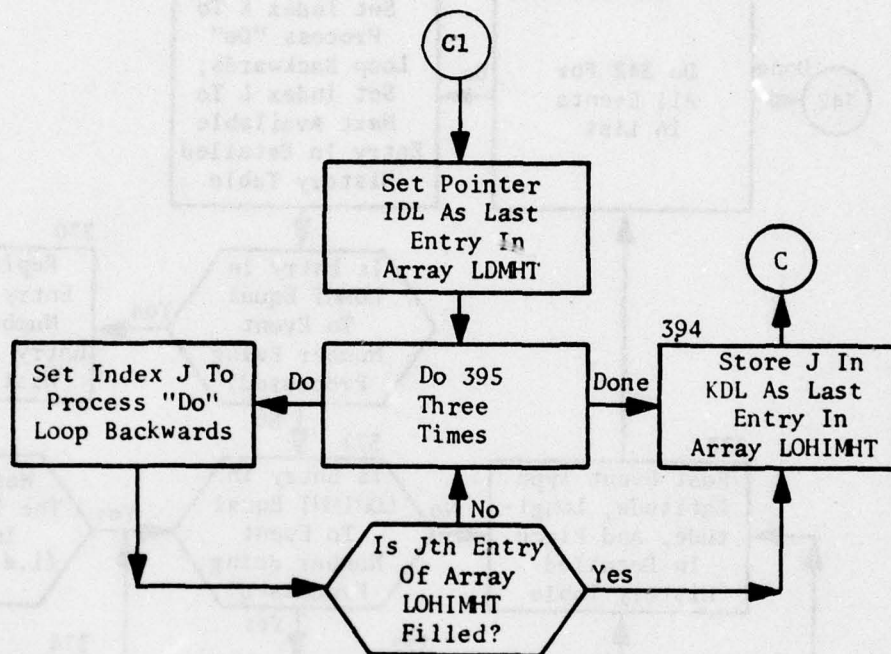 C1
Set Pointer
IDL As Last
Entry In
Array LDMHT
C
394
Set Index J To
Process "Do"
Loop Backwards
Do
Do 395
Three
Times
Done
Store J In
KDL As Last
Entry In
Array LOHIMHT
No
Is Jth Entry
Of Array
LOHIMHT
Filled?
Yes